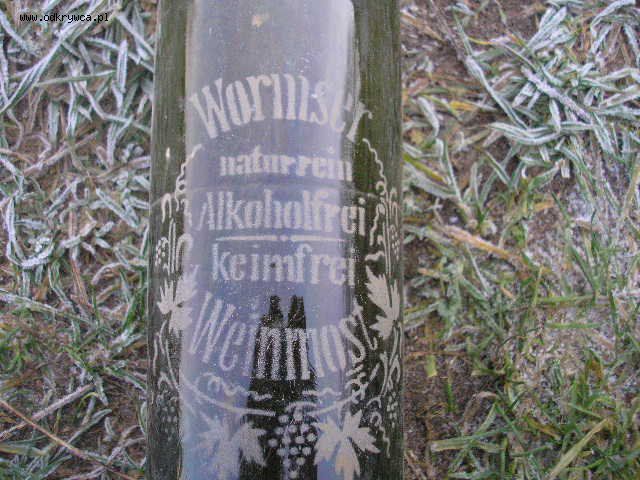 www.odkrywca.pl
Wormser
naturrein
Alkoholfrei
keimfrei
Weinmost